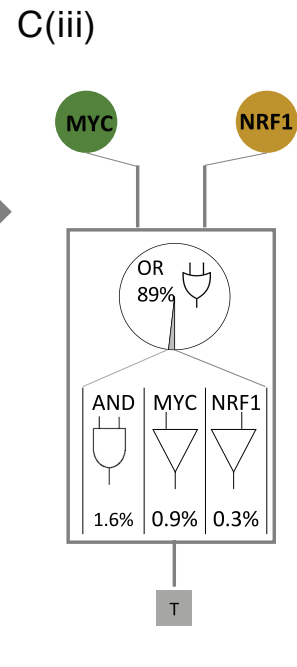 C(iii)
MYC
NRF1
OR
89%
AND MYC NRF1
1.6% 0.9% 0.3%
T